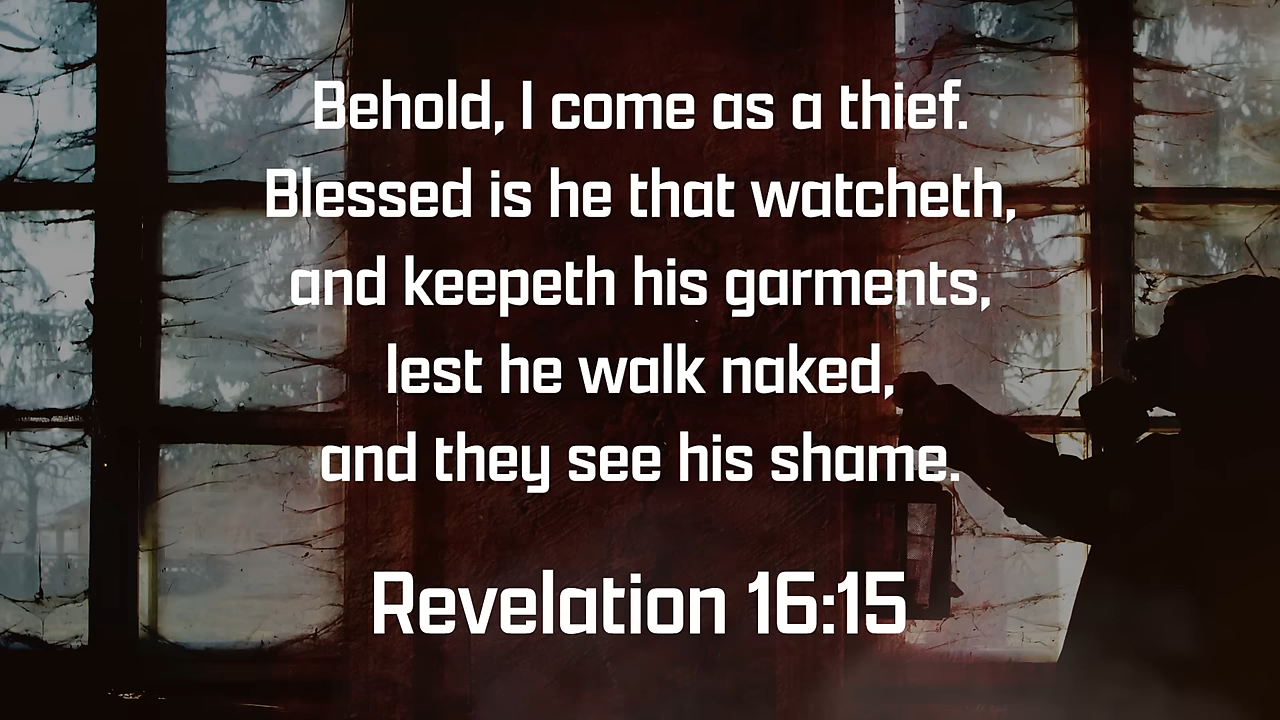 Behold, I come as a thief.
Blessed is he that watcheth,
and keepeth his garments,
lest he walk naked,
and they see his shame.
Revelation 16:15